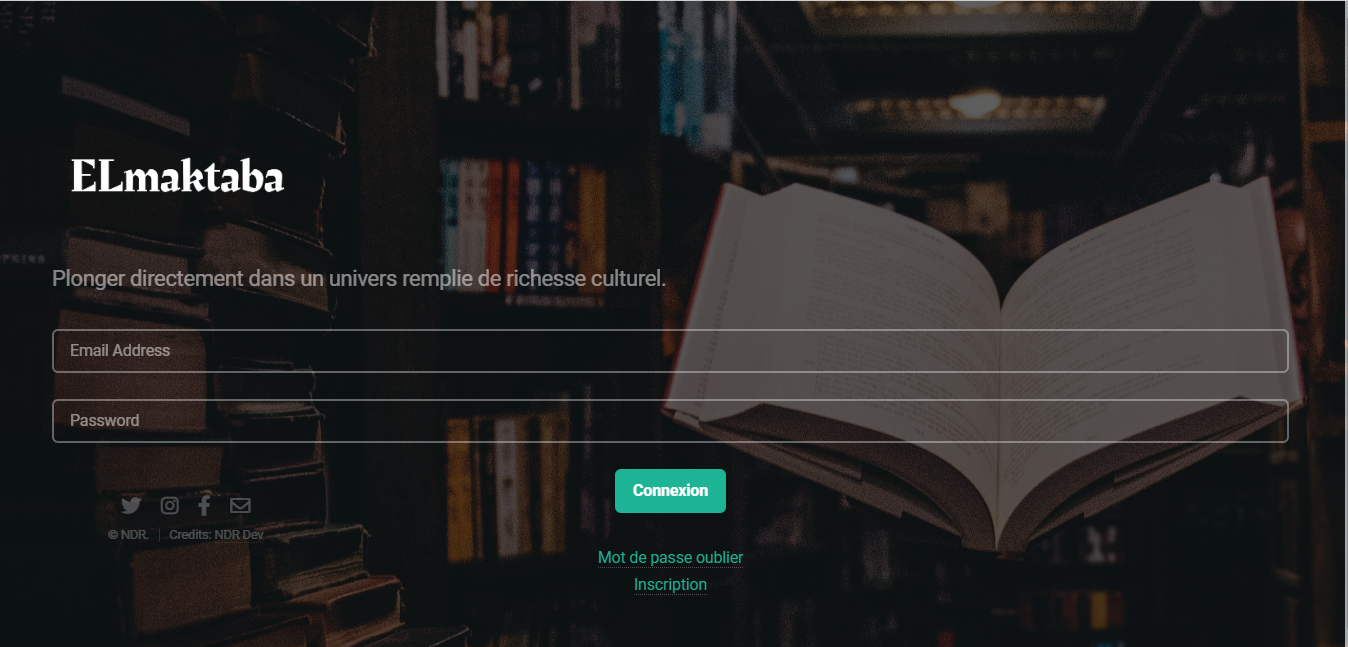 ELmaktaba
Plonger directement dans un univers remplie de richesse culturel.
Email Address
Password
Connexion
© NDR. | Credits: NDR Dev
Mot de passe oublier
Inscription